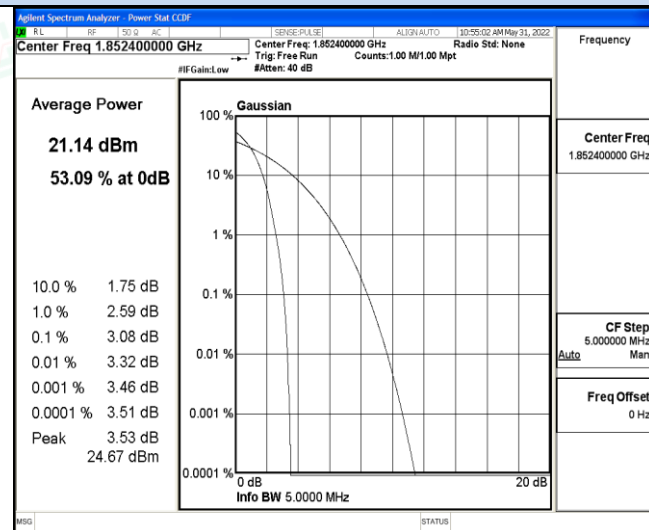 Agilent Spectrum Analyzer - Power Stat CCDF
RL RF 50 Ω AC SENSE:PULSE ALIGN AUTO 10:55:02 AM May 31, 2022
Center Freq 1.852400000 GHz
Center Freq: 1.852400000 GHz Radio Std: None
Trig: Free Run Counts:1.00 M/1.00 Mpt
#IFGain:Low #Atten: 40 dB
Average Power
21.14 dBm
53.09 % at 0dB
10.0 % 1.75 dB
1.0 % 2.59 dB
0.1 % 3.08 dB
0.01 % 3.32 dB
0.001 % 3.46 dB
0.0001 % 3.51 dB
Peak 3.53 dB
24.67 dBm
Gaussian
100 %
10 %
1 %
0.1 %
0.01 %
0.001 %
0.0001 %
0 dB 20 dB
Info BW 5.0000 MHz
Frequency
Center Freq
1.852400000 GHz
CF Step
5.000000 MHz
Auto Man
Freq Offset
0 Hz
MSG STATUS